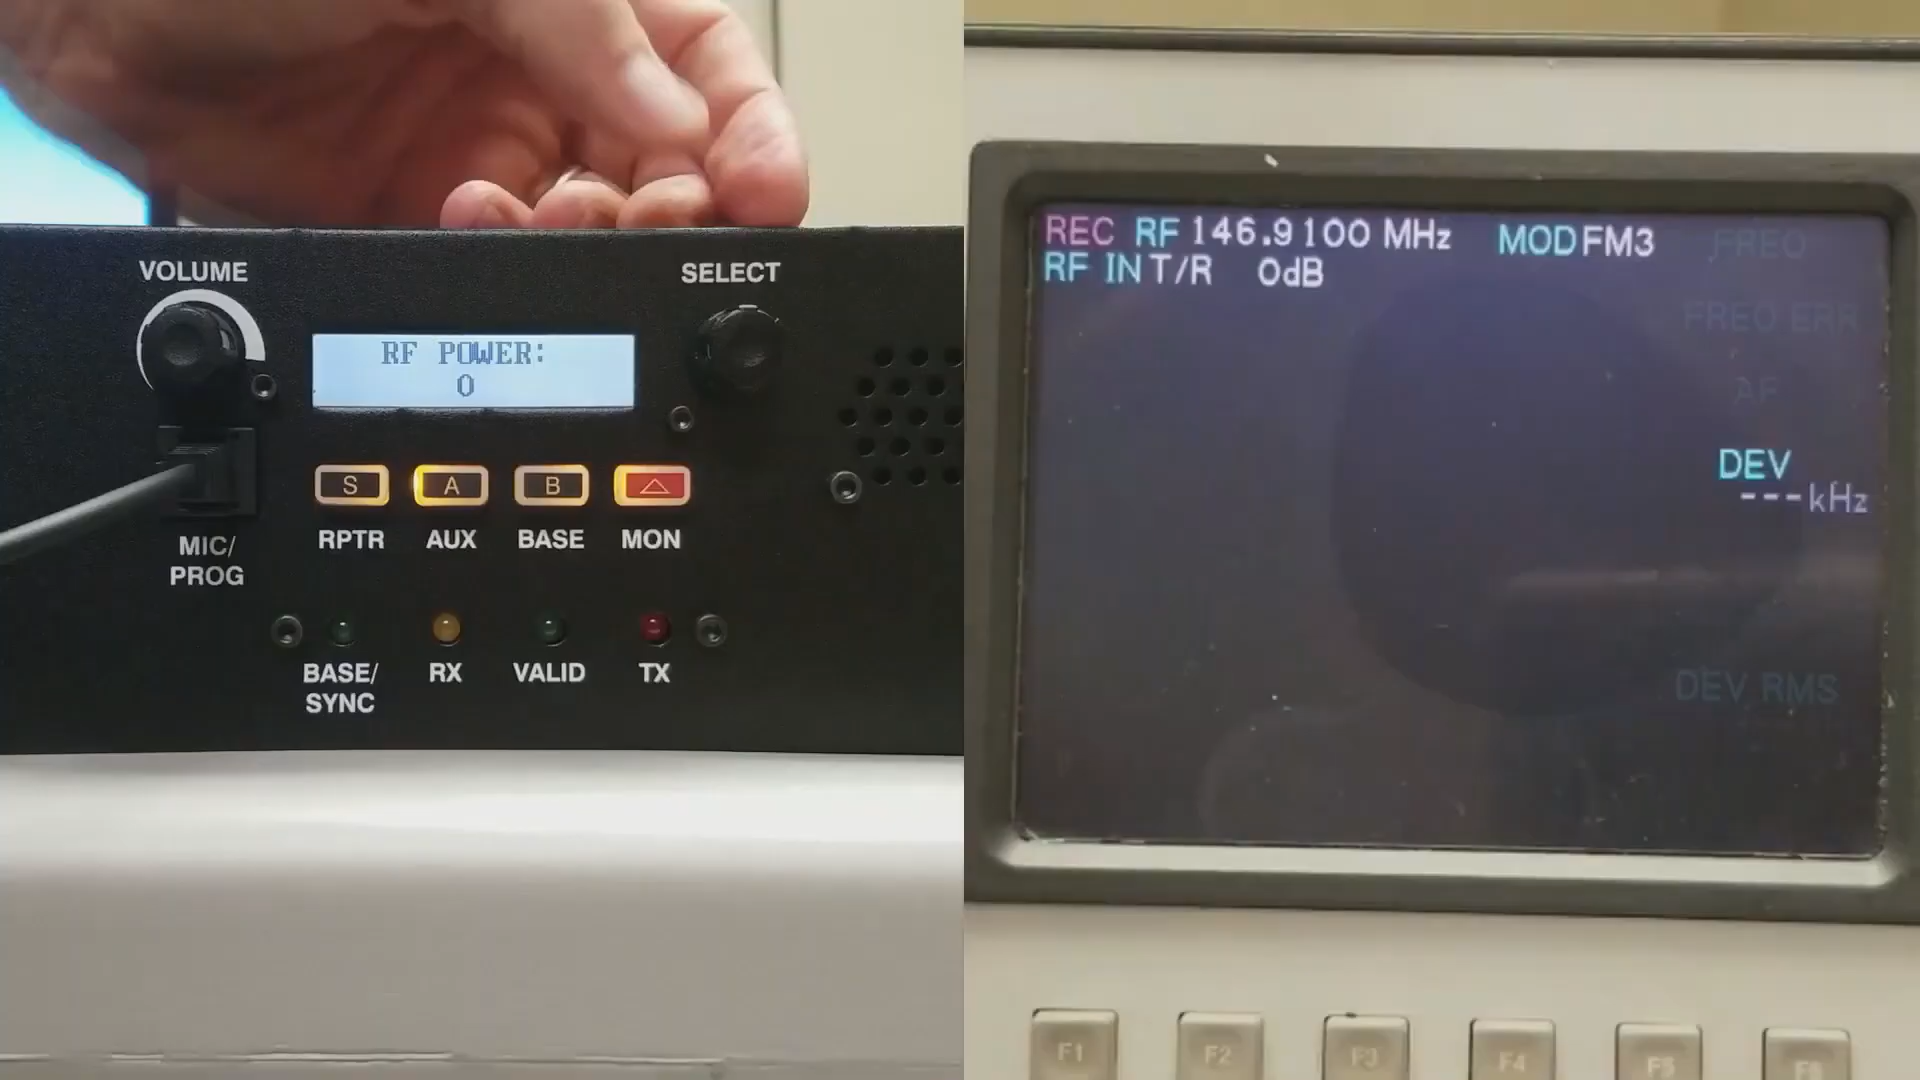 VOLUME
SELECT
RF POWER:
0
S
A
B
RPTR
AUX
BASE
MON
MIC/
PROG
BASE/
SYNC
RX
VALID
TX
REC RF 146.9100 MHz MOD FM3
RF IN T/R 0dB
FREQ
FREQ ERR
AF
DEV
---kHz
DEV RMS
F1
F2
F3
F4
F5
F6